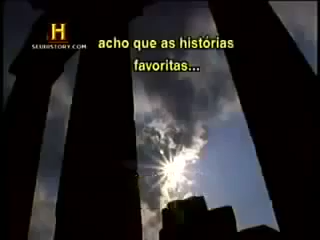 H
SEUHISTORY.COM
acho que as histórias
favoritas...